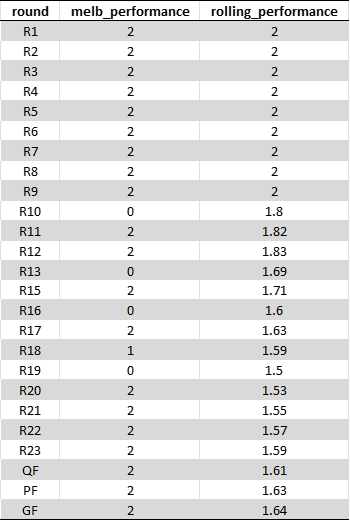 round melb_performance rolling_performance
R1 2 2
R2 2 2
R3 2 2
R4 2 2
R5 2 2
R6 2 2
R7 2 2
R8 2 2
R9 2 2
R10 0 1.8
R11 2 1.82
R12 2 1.83
R13 0 1.69
R15 2 1.71
R16 0 1.6
R17 2 1.63
R18 1 1.59
R19 0 1.5
R20 2 1.53
R21 2 1.55
R22 2 1.57
R23 2 1.59
QF 2 1.61
PF 2 1.63
GF 2 1.64